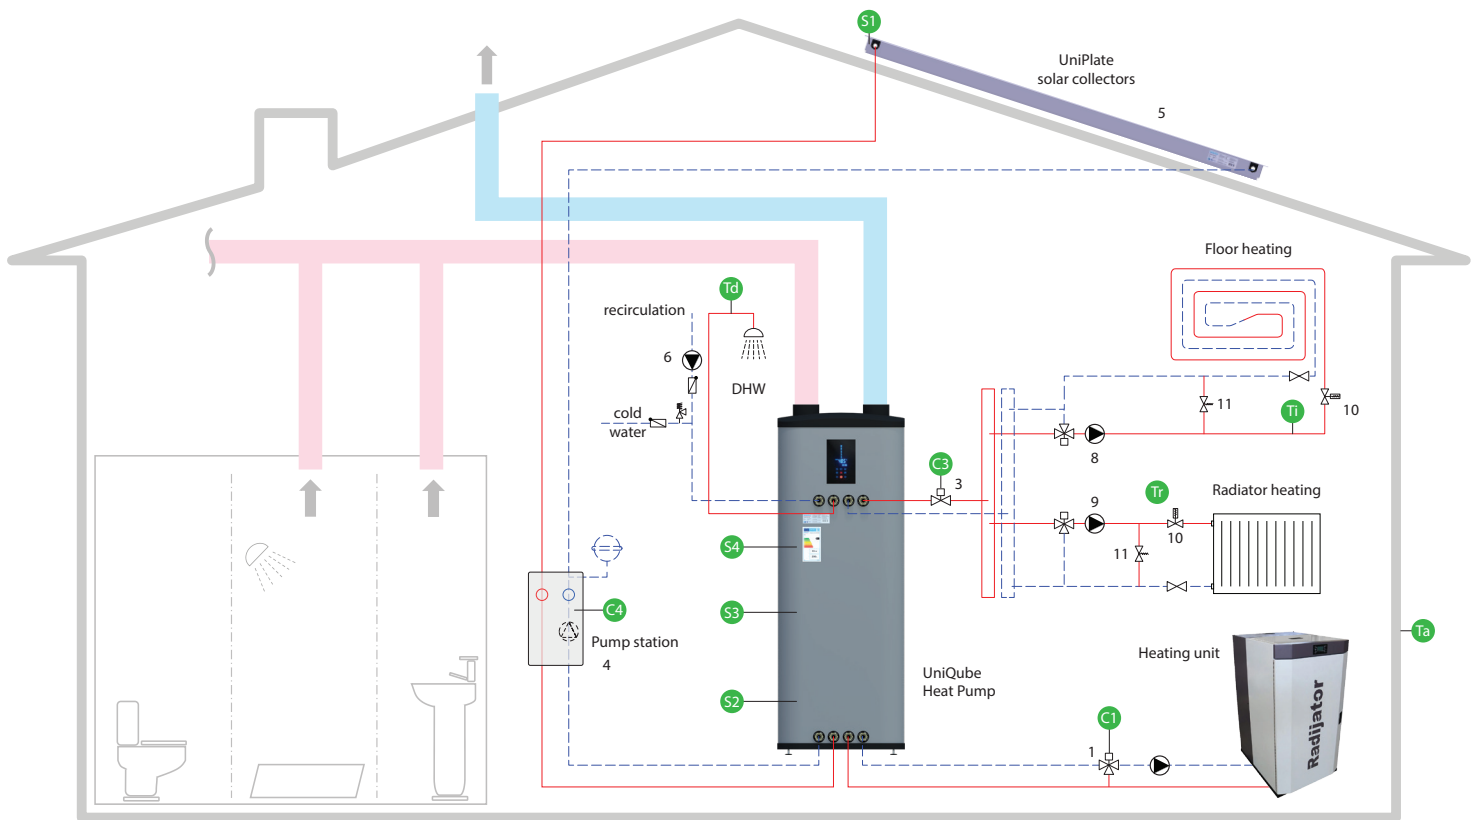 S1
UniPlate
solar collectors
5
Floor heating
Td
recirculation
6
DHW
cold
water
11
10
Ti
8
C3
3
Tr
Radiator heating
9
10
11
S4
S3
S2
C4
Pump station
4
UniQube
Heat Pump
Heating unit
Ta
C1
1
Radijator